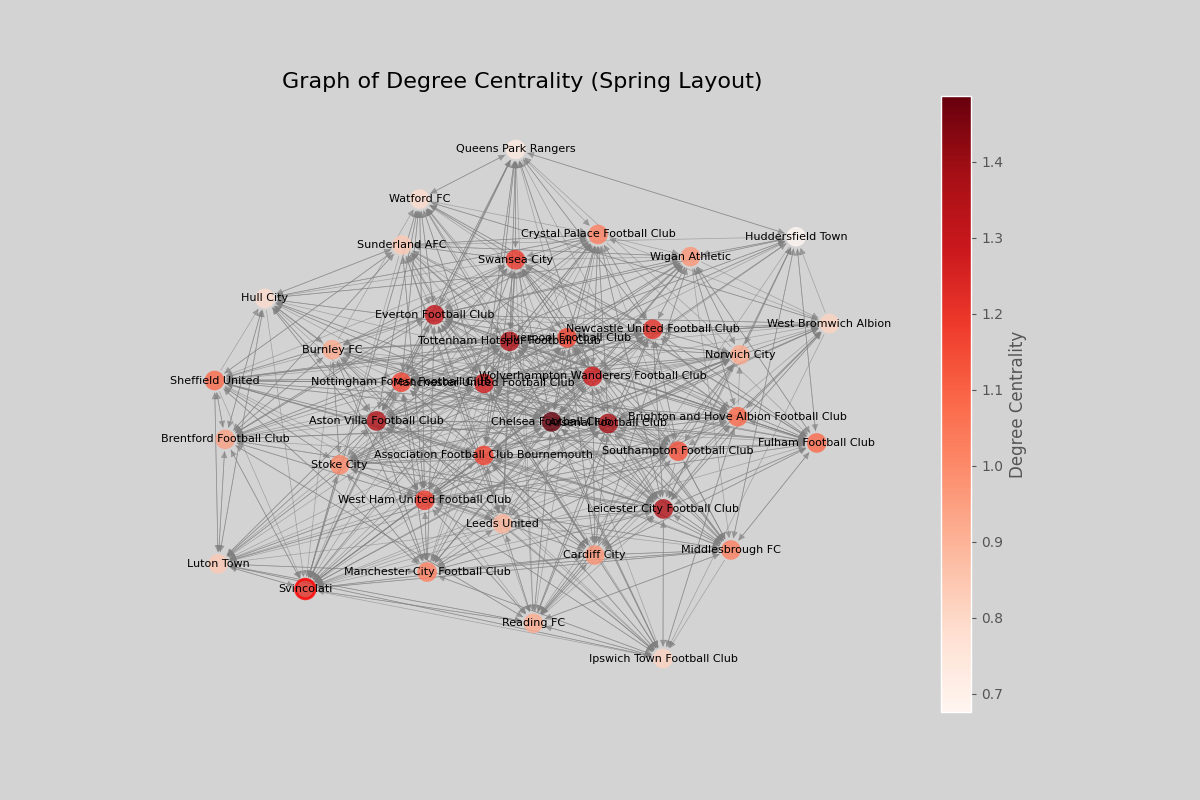 Graph of Degree Centrality (Spring Layout)
Queens Park Rangers
Watford FC
Crystal Palace Football Club
Huddersfield Town
Sunderland AFC
Swansea City
Wigan Athletic
Hull City
Everton Football Club
West Bromwich Albion
Newcastle United Football Club
Liverpool Football Club
Tottenham Hotspur Football Club
Burnley FC
Norwich City
Wolverhampton Wanderers Football Club
Sheffield United
Nottingham Forest Football Club
Manchester United Football Club
Brighton and Hove Albion Football Club
Aston Villa Football Club
Chelsea Football Club
Arsenal Football Club
Brentford Football Club
Fulham Football Club
Southampton Football Club
Association Football Club Bournemouth
Stoke City
West Ham United Football Club
Leicester City Football Club
Leeds United
Middlesbrough FC
Cardiff City
Luton Town
Manchester City Football Club
Svincolati
Reading FC
Ipswich Town Football Club
1.4
1.3
1.2
1.1
1.0
0.9
0.8
0.7
Degree Centrality